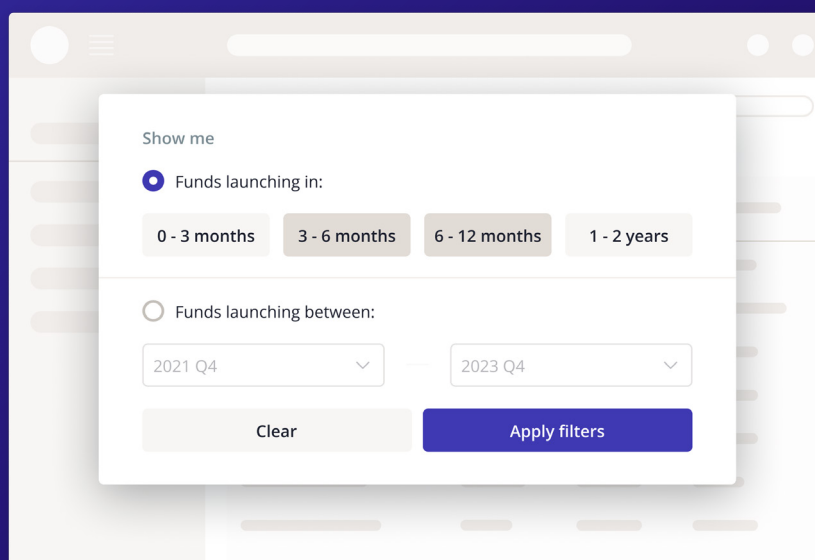 Show me
Funds launching in:
0 - 3 months 3 - 6 months 6 - 12 months 1 - 2 years
Funds launching between:
2021 Q4 2023 Q4
Clear Apply filters